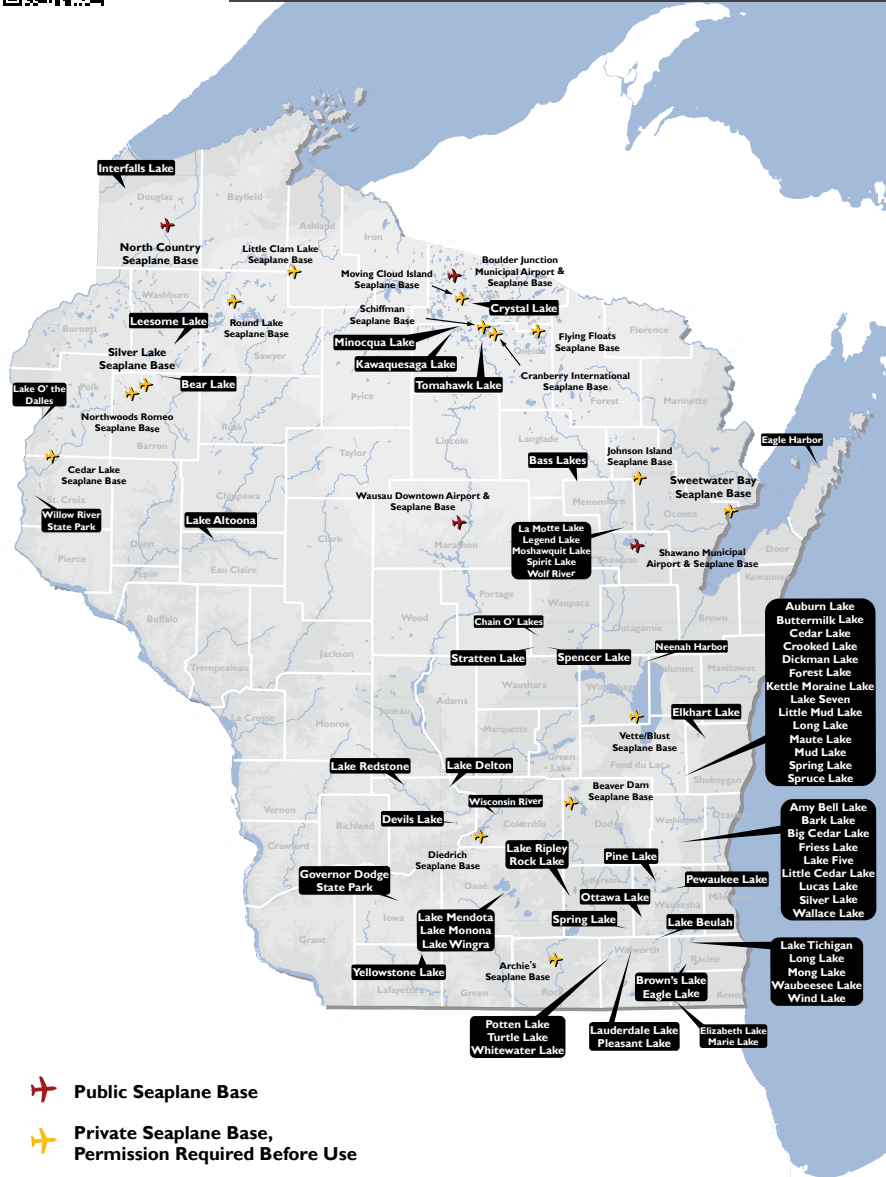 Interfalls Lake
Douglas
Bayfield
Ashland
Iron
North Country
Seaplane Base
Little Clam Lake
Seaplane Base
Moving Cloud Island
Seaplane Base
Boulder Junction
Municipal Airport &
Seaplane Base
Washburn
Burnett
Leesome Lake
Round Lake
Seaplane Base
Sawyer
Schiffman
Seaplane Base
Crystal Lake
Minocqua Lake
Kawaquesaga Lake
Tomahawk Lake
Oneida
Flying Floats
Seaplane Base
Florence
Cranberry International
Seaplane Base
Forest
Marinette
Silver Lake
Seaplane Base
Bear Lake
Lake O' the
Dalles
Polk
Northwoods Romeo
Seaplane Base
Barron
Rusk
Price
Taylor
Lincoln
Langlade
Cedar Lake
Seaplane Base
St. Croix
Willow River
State Park
Chippewa
Lake Altoona
Dunn
Pierce
Pepin
Eau Claire
Clark
Wausau Downtown Airport &
Seaplane Base
Marathon
Bass Lakes
Johnson Island
Seaplane Base
Menominee
Oconto
Sweetwater Bay
Seaplane Base
Eagle Harbor
La Motte Lake
Legend Lake
Moshawquit Lake
Spirit Lake
Wolf River
Shawano
Shawano Municipal
Airport & Seaplane Base
Door
Kewaunee
Buffalo
Trempealeau
Jackson
Wood
Portage
Waupaca
Outagamie
Brown
Chain O' Lakes
Stratten Lake
Spencer Lake
Neenah Harbor
Calumet
Manitowoc
La Crosse
Monroe
Juneau
Adams
Waushara
Winnebago
Marquette
Green
Lake
Vette/Blust
Seaplane Base
Elkhart Lake
Fond du Lac
Sheboygan
Auburn Lake
Buttermilk Lake
Cedar Lake
Crooked Lake
Dickman Lake
Forest Lake
Kettle Moraine Lake
Lake Seven
Little Mud Lake
Long Lake
Maute Lake
Mud Lake
Spring Lake
Spruce Lake
Lake Redstone
Lake Delton
Wisconsin River
Devils Lake
Vernon
Richland
Crawford
Columbia
Beaver Dam
Seaplane Base
Dodge
Washington
Ozaukee
Diedrich
Seaplane Base
Lake Ripley
Rock Lake
Pine Lake
Pewaukee Lake
Amy Bell Lake
Bark Lake
Big Cedar Lake
Friess Lake
Lake Five
Little Cedar Lake
Lucas Lake
Silver Lake
Wallace Lake
Governor Dodge
State Park
Iowa
Dane
Jefferson
Ottawa Lake
Waukesha
Milwaukee
Lake Mendota
Lake Monona
Lake Wingra
Spring Lake
Lake Beulah
Grant
Yellowstone Lake
Lafayette
Green
Archie's
Seaplane Base
Rock
Walworth
Racine
Kenosha
Brown's Lake
Eagle Lake
Lake Tichigan
Long Lake
Mong Lake
Waubeesee Lake
Wind Lake
Potten Lake
Turtle Lake
Whitewater Lake
Lauderdale Lake
Pleasant Lake
Elizabeth Lake
Marie Lake
Public Seaplane Base
Private Seaplane Base,
Permission Required Before Use